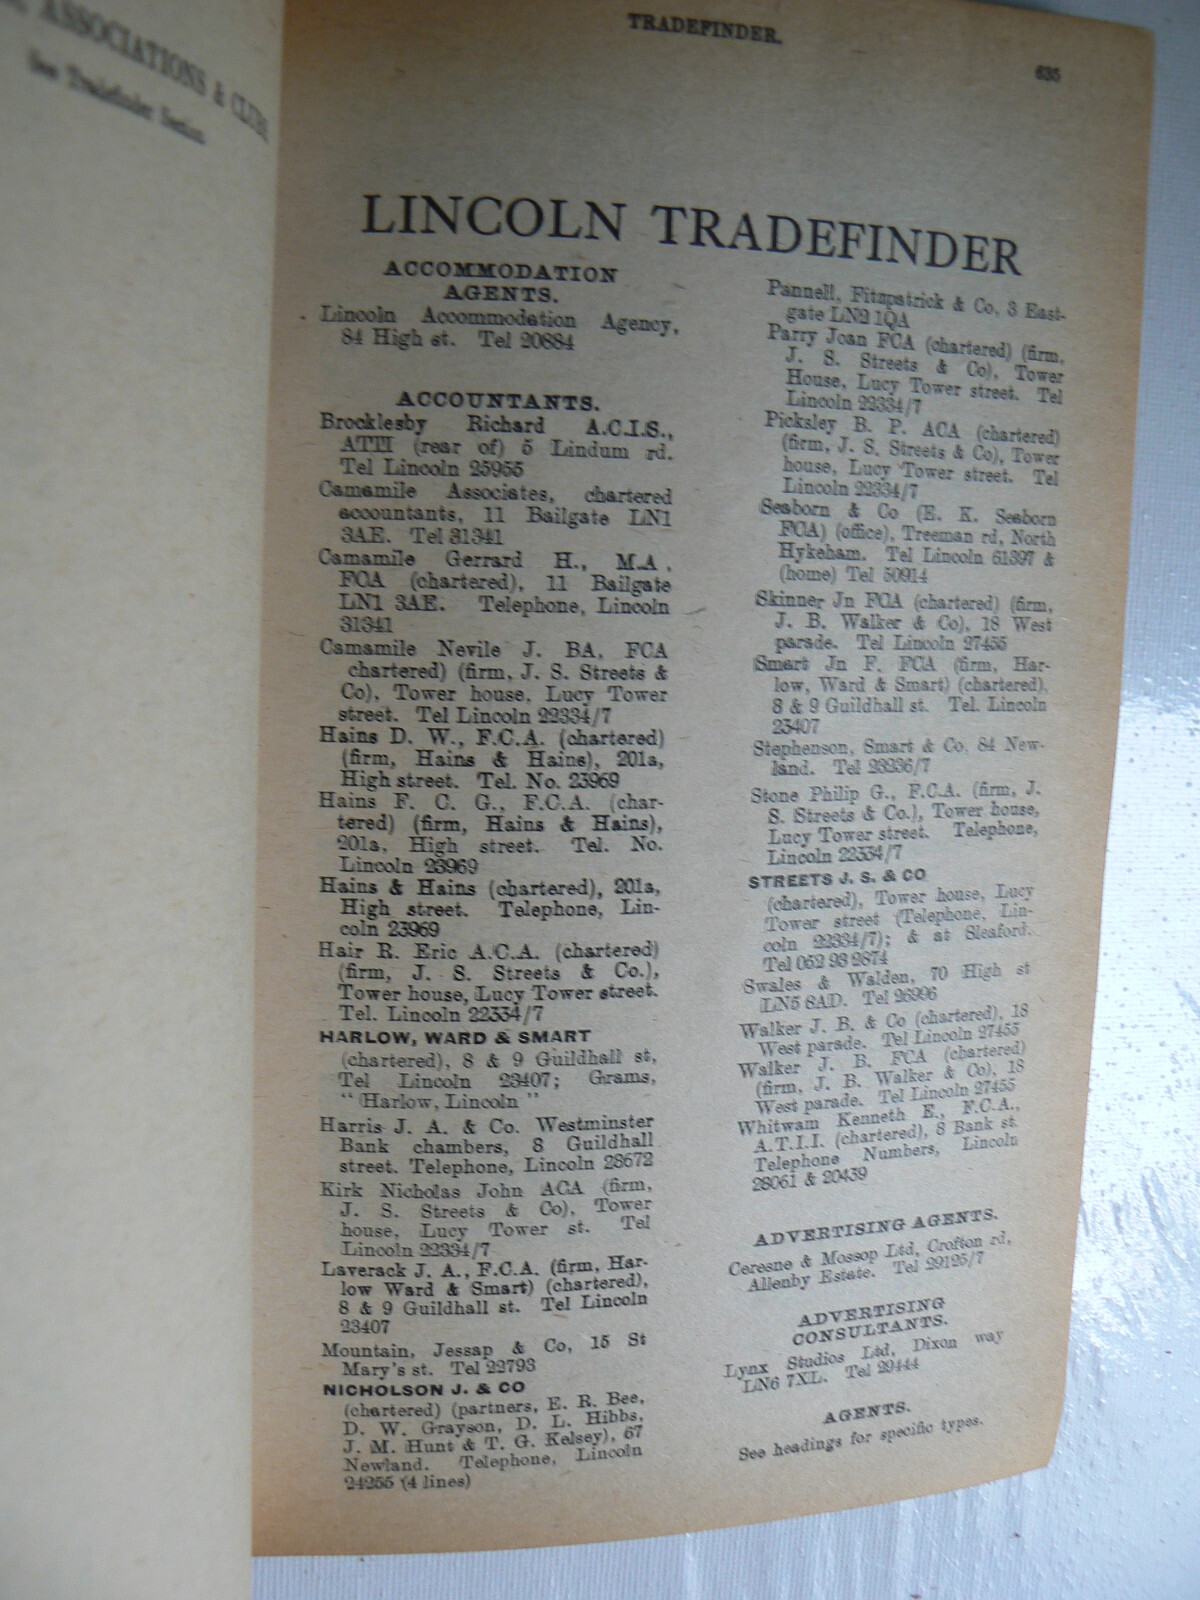 ASSOCIATIONS & CLUBS
See Tradefinder Section
TRADEFINDER.
635
LINCOLN TRADEFINDER
ACCOMMODATION
AGENTS.
Lincoln Accommodation Agency,
84 High st. Tel 20884
ACCOUNTANTS.
Brocklesby Richard A.C.I.S.,
ATTI (rear of) 5 Lindum rd.
Tel Lincoln 25955
Camamile Associates, chartered
accountants, 11 Bailgate LN1
3AE. Tel 31341
Camamile Gerrard H., M.A.
FCA (chartered), 11 Bailgate
LN1 3AE. Telephone, Lincoln
31341
Camamile Nevile J. BA, FCA
chartered) (firm, J. S. Streets &
Co), Tower house, Lucy Tower
street. Tel Lincoln 22334/7
Hains D. W., F.C.A. (chartered)
(firm, Hains & Hains), 201a,
High street. Tel. No. 23969
Hains F. C. G., F.C.A. (char-
tered) (firm, Hains & Hains),
201a, High street. Tel. No.
Lincoln 23969
Hains & Hains (chartered), 201a,
High street. Telephone, Lin-
coln 23969
Hair R. Eric A.C.A. (chartered)
(firm, J. S. Streets & Co.),
Tower house, Lucy Tower street.
Tel. Lincoln 22334/7
HARLOW, WARD & SMART
(chartered), 8 & 9 Guildhall st,
Tel Lincoln 23407; Grams,
"Harlow, Lincoln"
Harris J. A. & Co. Westminster
Bank chambers, 8 Guildhall
street. Telephone, Lincoln 28672
Kirk Nicholas John ACA (firm,
J. S. Streets & Co), Tower
house, Lucy Tower st. Tel
Lincoln 22334/7
Laverack J. A., F.C.A. (firm, Har-
low Ward & Smart) (chartered),
8 & 9 Guildhall st. Tel Lincoln
23407
Mountain, Jessap & Co, 15 St
Mary's st. Tel 22793
NICHOLSON J. & CO
(chartered) (partners, E. R. Bee,
D. W. Grayson, D. L. Hibbs,
J. M. Hunt & T. G. Kelsey), 67
Newland. Telephone, Lincoln
24255 (4 lines)
Pannell, Fitzpatrick & Co, 3 East-
gate LN2 1QA
Parry Joan FCA (chartered) (firm,
J. S. Streets & Co), Tower
House, Lucy Tower street. Tel
Lincoln 22334/7
Picksley B. P. ACA (chartered)
(firm, J. S. Streets & Co), Tower
house, Lucy Tower street. Tel
Lincoln 22334/7
Seaborn & Co (E. K. Seaborn
FCA) (office), Treeman rd, North
Hykeham. Tel Lincoln 61397 &
(home) Tel 50914
Skinner Jn FCA (chartered) (firm,
J. B. Walker & Co), 18 West
parade. Tel Lincoln 27455
Smart Jn F. FCA (firm, Har-
low, Ward & Smart) (chartered),
8 & 9 Guildhall st. Tel. Lincoln
23407
Stephenson, Smart & Co, 84 New-
land. Tel 28936/7
Stone Philip G., F.C.A. (firm, J.
S. Streets & Co.), Tower house,
Lucy Tower street. Telephone,
Lincoln 22334/7
STREETS J. S. & CO
(chartered), Tower house, Lucy
Tower street (Telephone, Lin-
coln 22334/7); & at Sleaford.
Tel 052 93 2874
Swales & Walden, 70 High st
LN5 8AD. Tel 26996
Walker J. B. & Co (chartered), 18
West parade. Tel Lincoln 27455
Walker J. B. FCA (chartered)
(firm, J. B. Walker & Co), 18
West parade. Tel Lincoln 27455
Whitwam Kenneth E., F.C.A.,
A.T.I.I. (chartered), 8 Bank st.
Telephone Numbers, Lincoln
28061 & 20439
ADVERTISING AGENTS.
Ceresne & Mossop Ltd, Crofton rd,
Allenby Estate. Tel 29125/7
ADVERTISING
CONSULTANTS.
Lynx Studios Ltd, Dixon way
LN6 7XL. Tel 29444
AGENTS.
See headings for specific types.